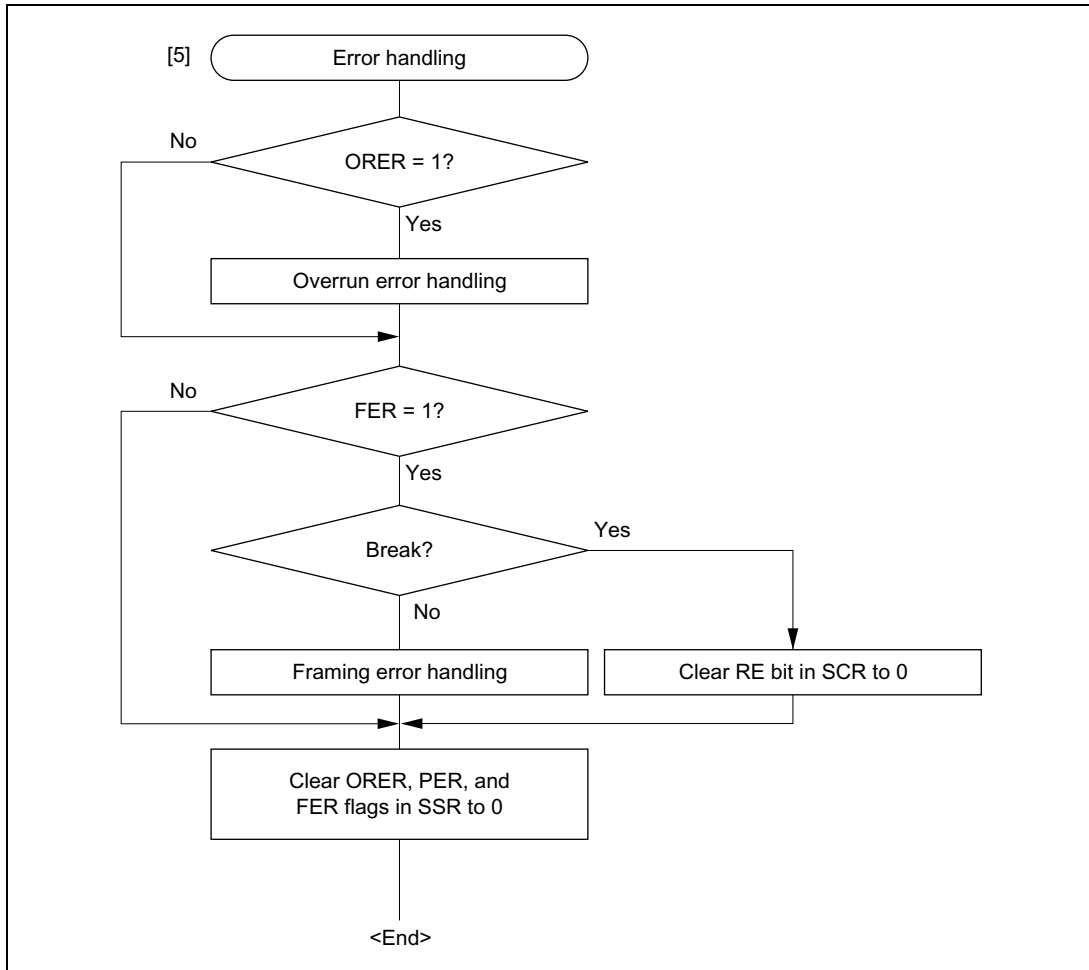 [5]
Error handling
No
ORER = 1?
Yes
Overrun error handling
No
FER = 1?
Yes
Yes
Break?
No
Framing error handling
Clear RE bit in SCR to 0
Clear ORER, PER, and
FER flags in SSR to 0
<End>